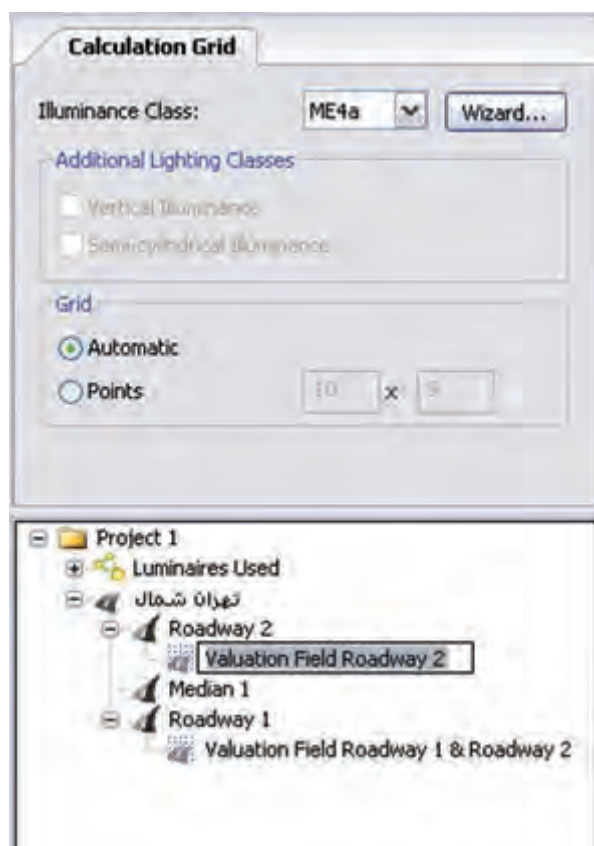 Calculation Grid
Illuminance Class: ME4a Wizard...
Additional Lighting Classes
Vertical Illuminance
Semi-cylindrical Illuminance
Grid
Automatic
Points 10 x
Project 1
Luminaires Used
تهران شمال
Roadway 2
Valuation Field Roadway 2
Median 1
Roadway 1
Valuation Field Roadway 1 & Roadway 2